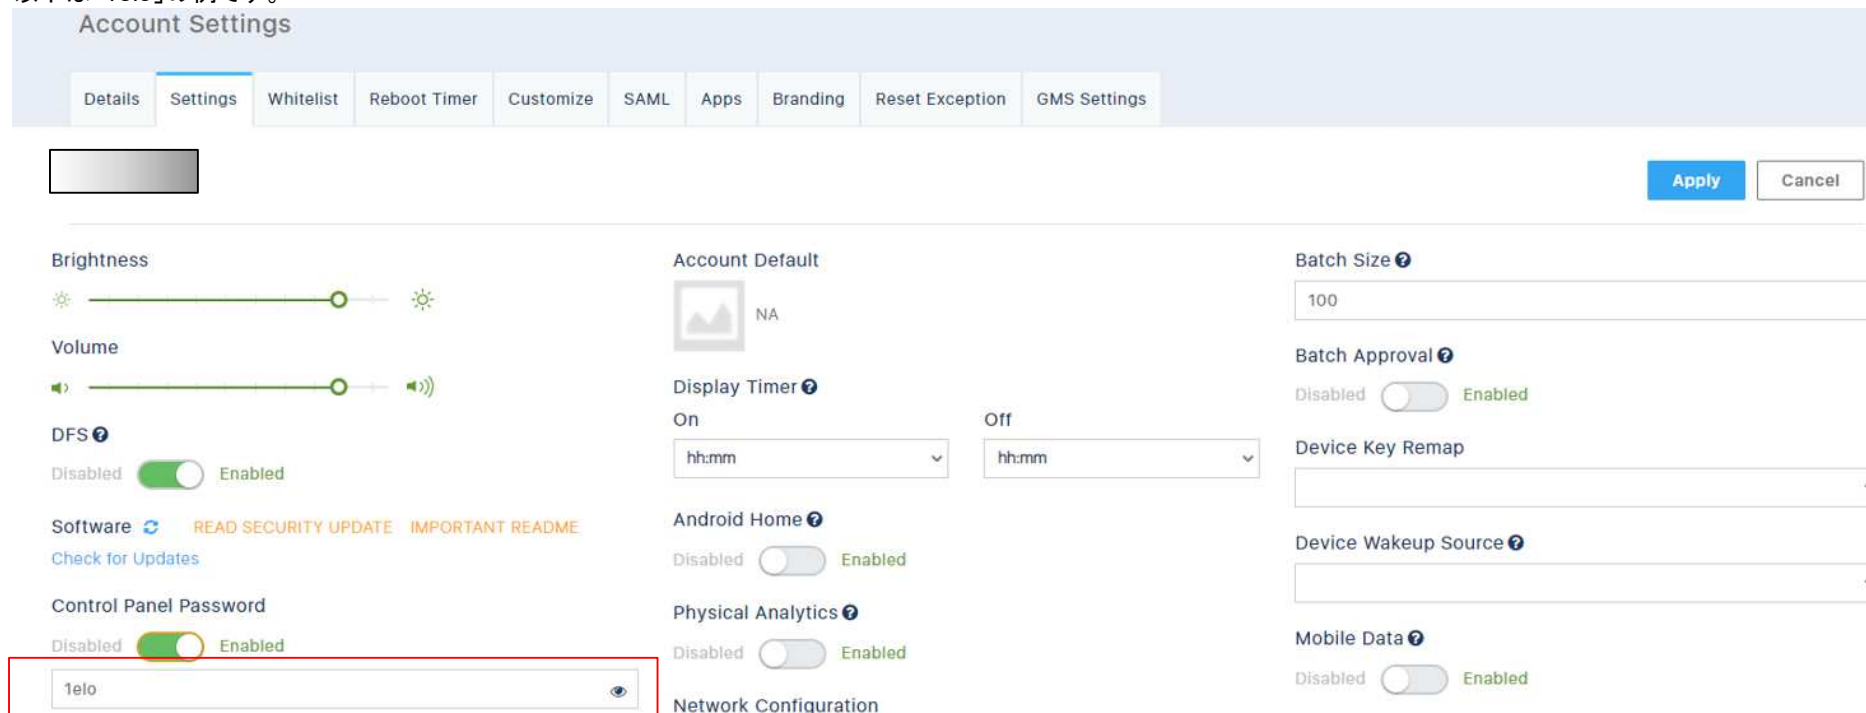 Account Settings
Details Settings Whitelist Reboot Timer Customize SAML Apps Branding Reset Exception GMS Settings
Apply Cancel
Brightness
Volume
DFS
Disabled Enabled
Software READ SECURITY UPDATE IMPORTANT README
Check for Updates
Control Panel Password
Disabled Enabled
1elo
Account Default
NA
Display Timer
On Off
hh:mm hh:mm
Android Home
Disabled Enabled
Physical Analytics
Disabled Enabled
Network Configuration
Batch Size
100
Batch Approval
Disabled Enabled
Device Key Remap
Device Wakeup Source
Mobile Data
Disabled Enabled